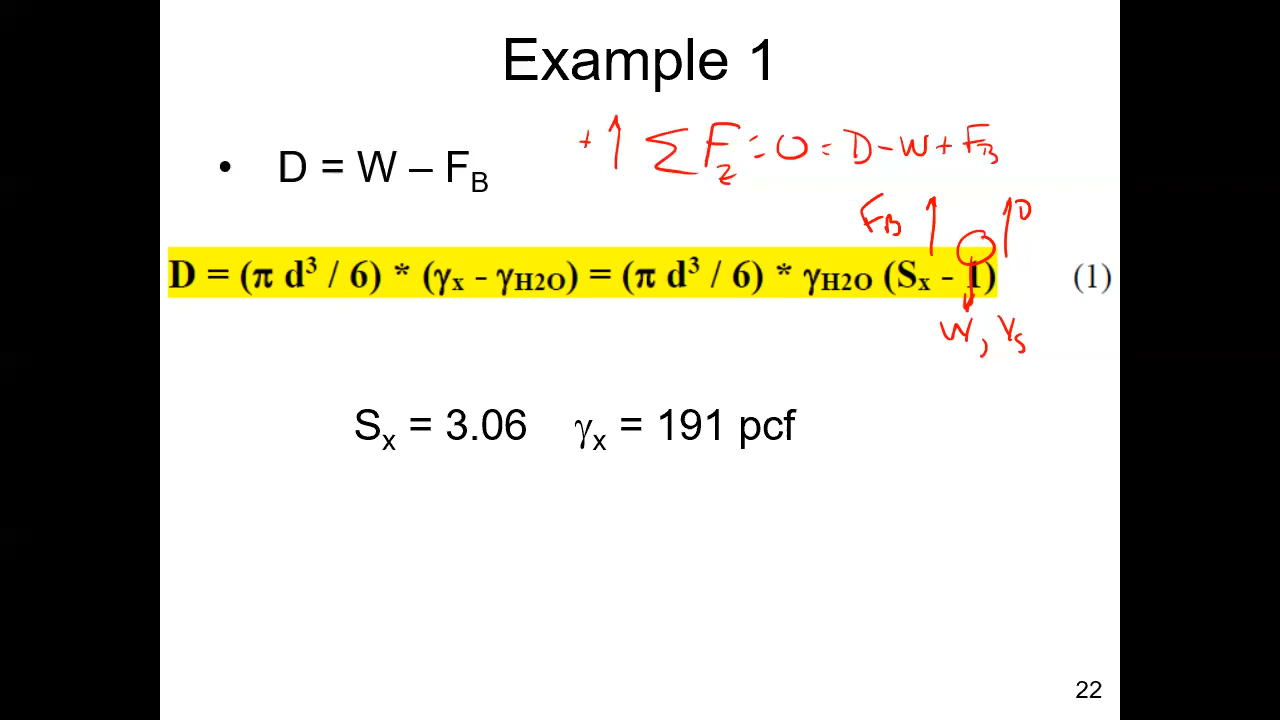 Example 1
+↑ ΣF_z = 0 = D - W + F_B
• D = W – F_B
F_B ↑ ↑ D
D = (π d³ / 6) * (γ_x - γ_H2O) = (π d³ / 6) * γ_H2O (S_x - 1) (1)
W, V_s
S_x = 3.06 γ_x = 191 pcf
22